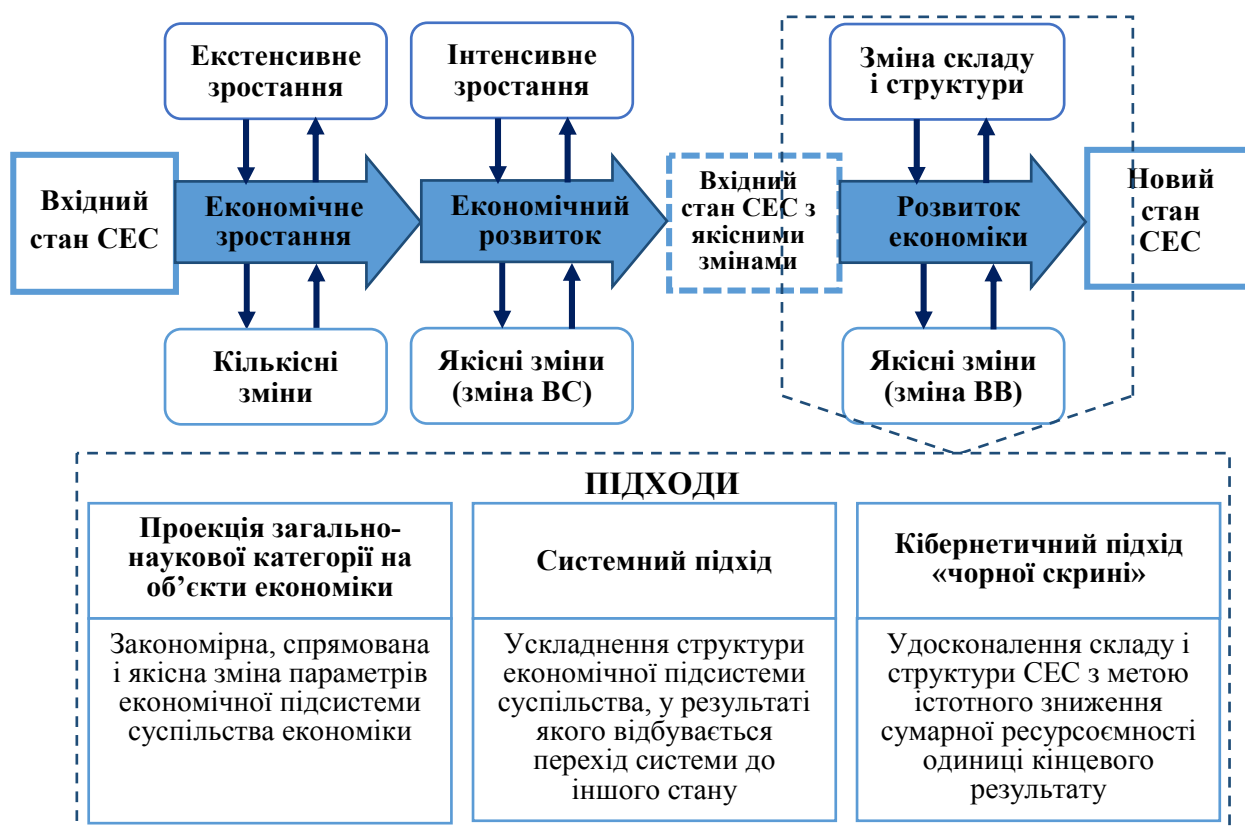 Екстенсивне
зростання
Інтенсивне
зростання
Зміна складу
і структури
Вхідний
стан СЕС
Економічне
зростання
Економічний
розвиток
Вхідний
стан СЕС з
якісними
змінами
Розвиток
економіки
Новий
стан
СЕС
Кількісні
зміни
Якісні зміни
(зміна ВС)
Якісні зміни
(зміна ВВ)
ПІДХОДИ
Проекція загально-
наукової категорії на
об’єкти економіки
Закономірна, спрямована
і якісна зміна параметрів
економічної підсистеми
суспільства економіки
Системний підхід
Ускладнення структури
економічної підсистеми
суспільства, у результаті
якого відбувається
перехід системи до
іншого стану
Кібернетичний підхід
«чорної скрині»
Удосконалення складу і
структури СЕС з метою
істотного зниження
сумарної ресурсоємності
одиниці кінцевого
результату